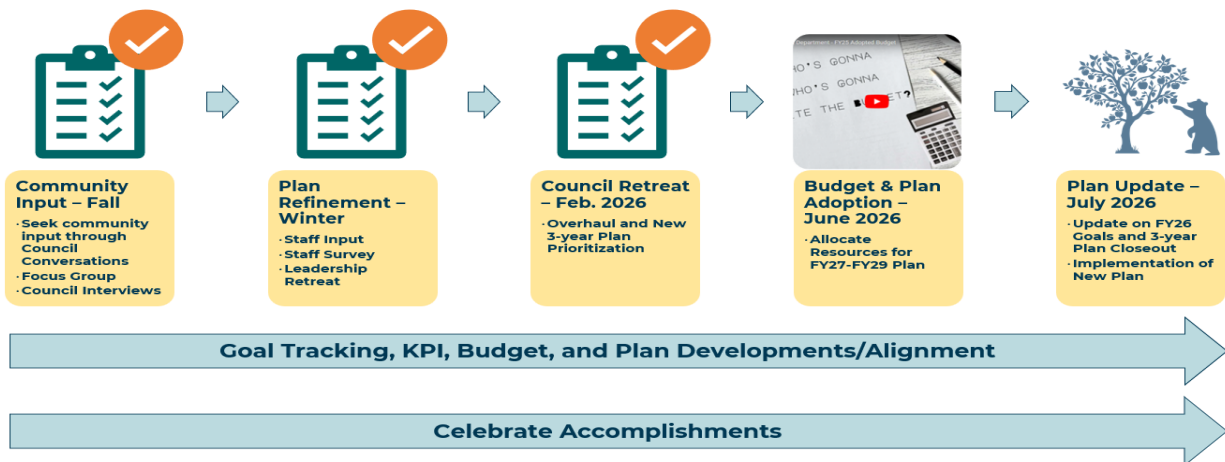 Department - FY25 Adopted Budget
WHO'S GONNA
WHO'S GONNA
THE B   ET?
Community
Input – Fall
· Seek community
input through
Council
Conversations
· Focus Group
· Council Interviews
Plan
Refinement –
Winter
· Staff Input
· Staff Survey
· Leadership
Retreat
Council Retreat
– Feb. 2026
· Overhaul and New
3-year Plan
Prioritization
Budget & Plan
Adoption –
June 2026
· Allocate
Resources for
FY27-FY29 Plan
Plan Update –
July 2026
· Update on FY26
Goals and 3-year
Plan Closeout
· Implementation of
New Plan
Goal Tracking, KPI, Budget, and Plan Developments/Alignment
Celebrate Accomplishments